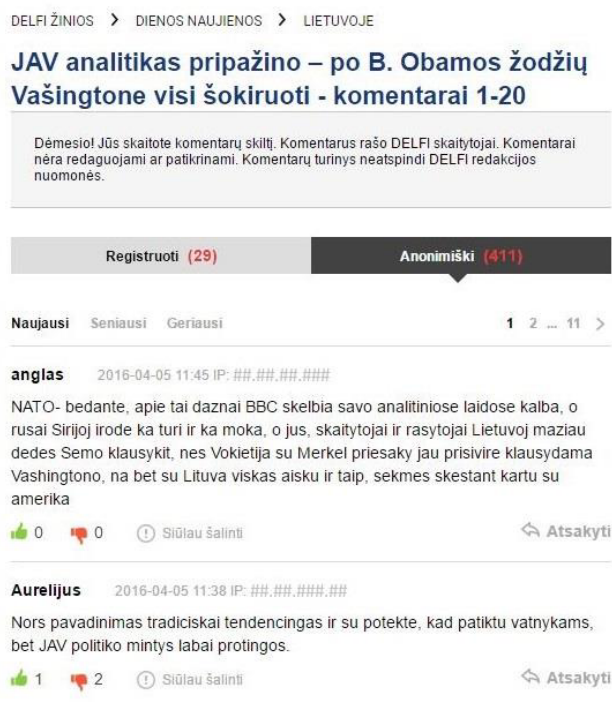 DELFI ŽINIOS > DIENOS NAUJIENOS > LIETUVOJE
JAV analitikas pripažino – po B. Obamos žodžių
Vašingtone visi šokiruoti - komentarai 1-20
Dėmesio! Jūs skaitote komentarų skiltį. Komentarus rašo DELFI skaitytojai. Komentarai
nėra redaguojami ar patikrinami. Komentarų turinys neatspindi DELFI redakcijos
nuomonės.
Registruoti (29) Anonimiški (411)
Naujausi Seniausi Geriausi 1 2 ... 11 >
anglas 2016-04-05 11:45 IP: ##.##.##.###
NATO- bedante, apie tai daznai BBC skelbia savo analitiniose laidose kalba, o
rusai Sirijoj irode ka turi ir ka moka, o jus, skaitytojai ir rasytojai Lietuvoj maziau
dedes Semo klausykit, nes Vokietija su Merkel priesaky jau prisivire klausydama
Vashingtono, na bet su Lituva viskas aisku ir taip, sekmes skestant kartu su
amerika
0 0 Siūlau šalinti Atsakyti
Aurelijus 2016-04-05 11:38 IP: ##.##.###.##
Nors pavadinimas tradiciskai tendencingas ir su potekte, kad patiktu vatnykams,
bet JAV politiko mintys labai protingos.
1 2 Siūlau šalinti Atsakyti